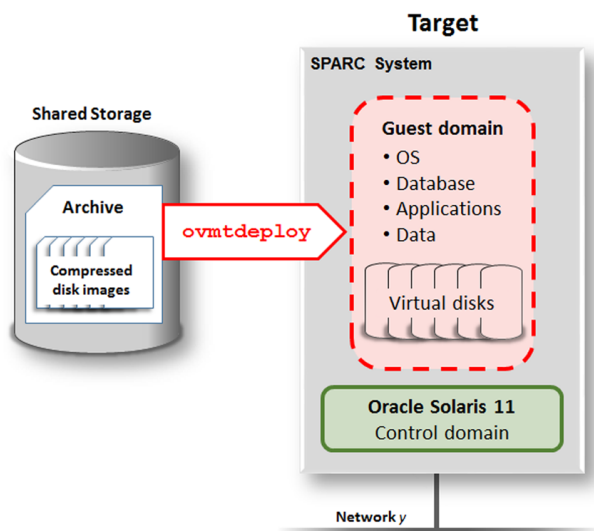 Target
SPARC System
Shared Storage
Guest domain
• OS
• Database
• Applications
• Data
Archive
ovmtdeploy
Compressed
disk images
Virtual disks
Oracle Solaris 11
Control domain
Network y